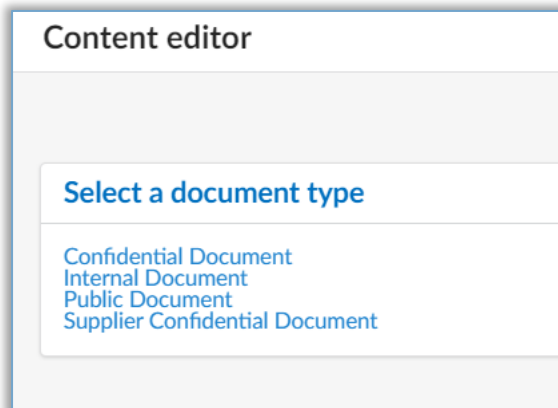 Content editor
Select a document type
Confidential Document
Internal Document
Public Document
Supplier Confidential Document